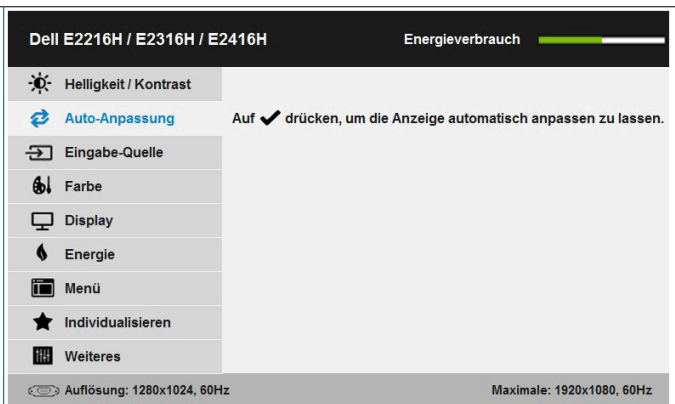 Dell E2216H / E2316H / E2416H
Energieverbrauch
Helligkeit / Kontrast
Auto-Anpassung
Auf ✔ drücken, um die Anzeige automatisch anpassen zu lassen.
Eingabe-Quelle
Farbe
Display
Energie
Menü
Individualisieren
Weiteres
Auflösung: 1280x1024, 60Hz
Maximale: 1920x1080, 60Hz